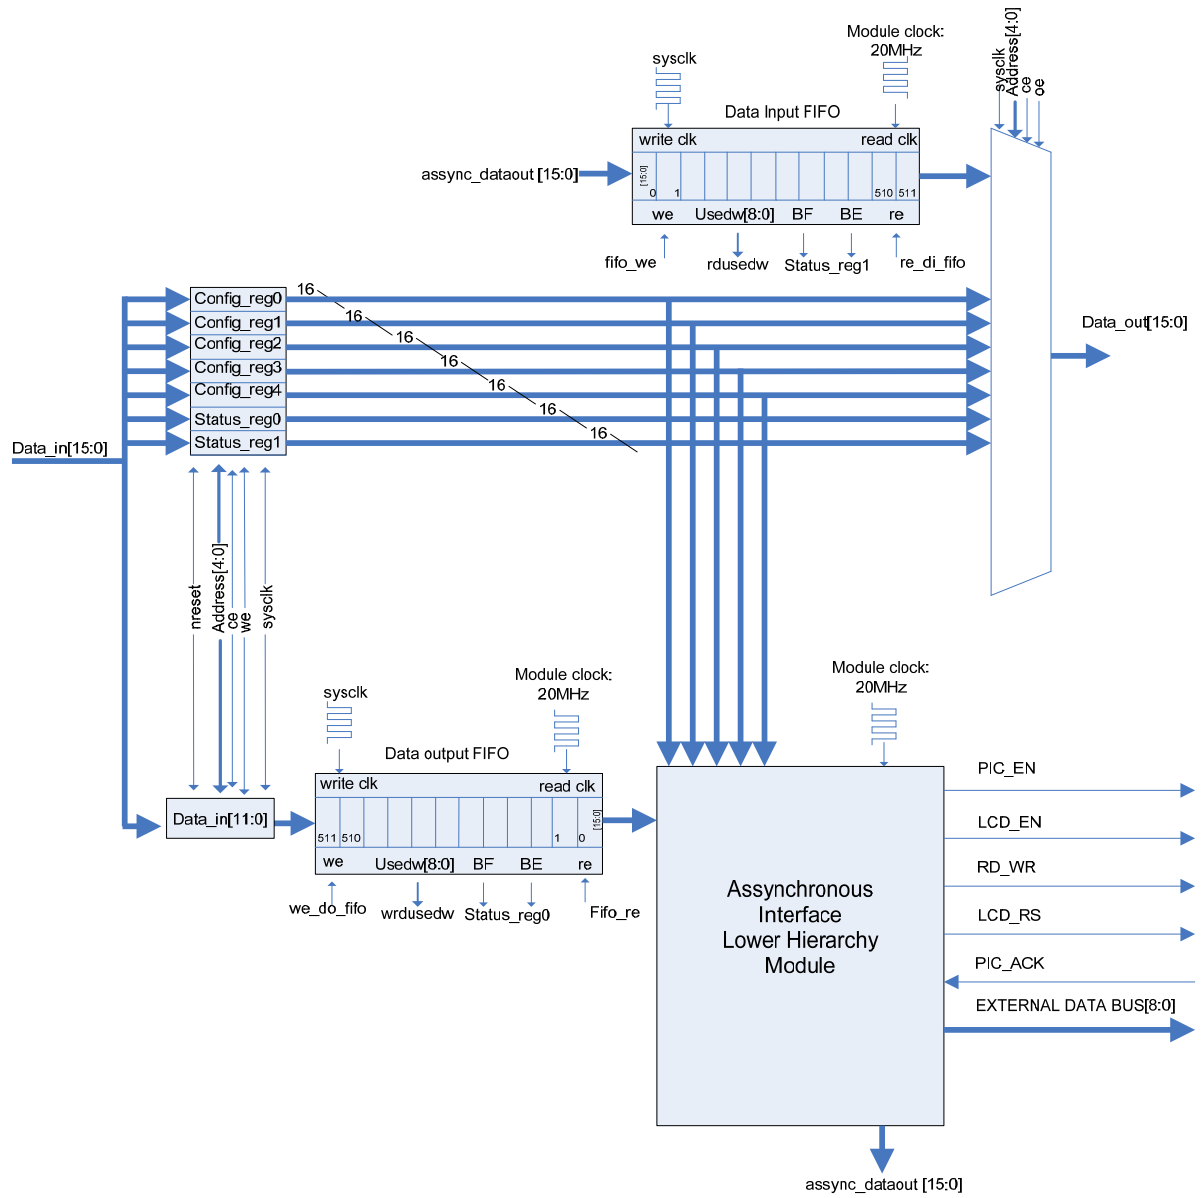 Module clock:
20MHz
sysclk
sysclk
Address[4:0]
ce
oe
Data Input FIFO
write clk
read clk
assync_dataout [15:0]
[15:0]
0
1
510
511
we
Usedw[8:0]
BF
BE
re
fifo_we
rdusedw
Status_reg1
re_di_fifo
Config_reg0
Config_reg1
Config_reg2
Config_reg3
Config_reg4
Status_reg0
Status_reg1
16
16
16
16
16
16
16
Data_out[15:0]
Data_in[15:0]
nreset
Address[4:0]
ce
we
sysclk
Module clock:
20MHz
sysclk
Data output FIFO
write clk
read clk
Data_in[11:0]
511
510
1
0
[15:0]
we
Usedw[8:0]
BF
BE
re
we_do_fifo
wrdusedw
Status_reg0
Fifo_re
Module clock:
20MHz
Assynchronous
Interface
Lower Hierarchy
Module
PIC_EN
LCD_EN
RD_WR
LCD_RS
PIC_ACK
EXTERNAL DATA BUS[8:0]
assync_dataout [15:0]